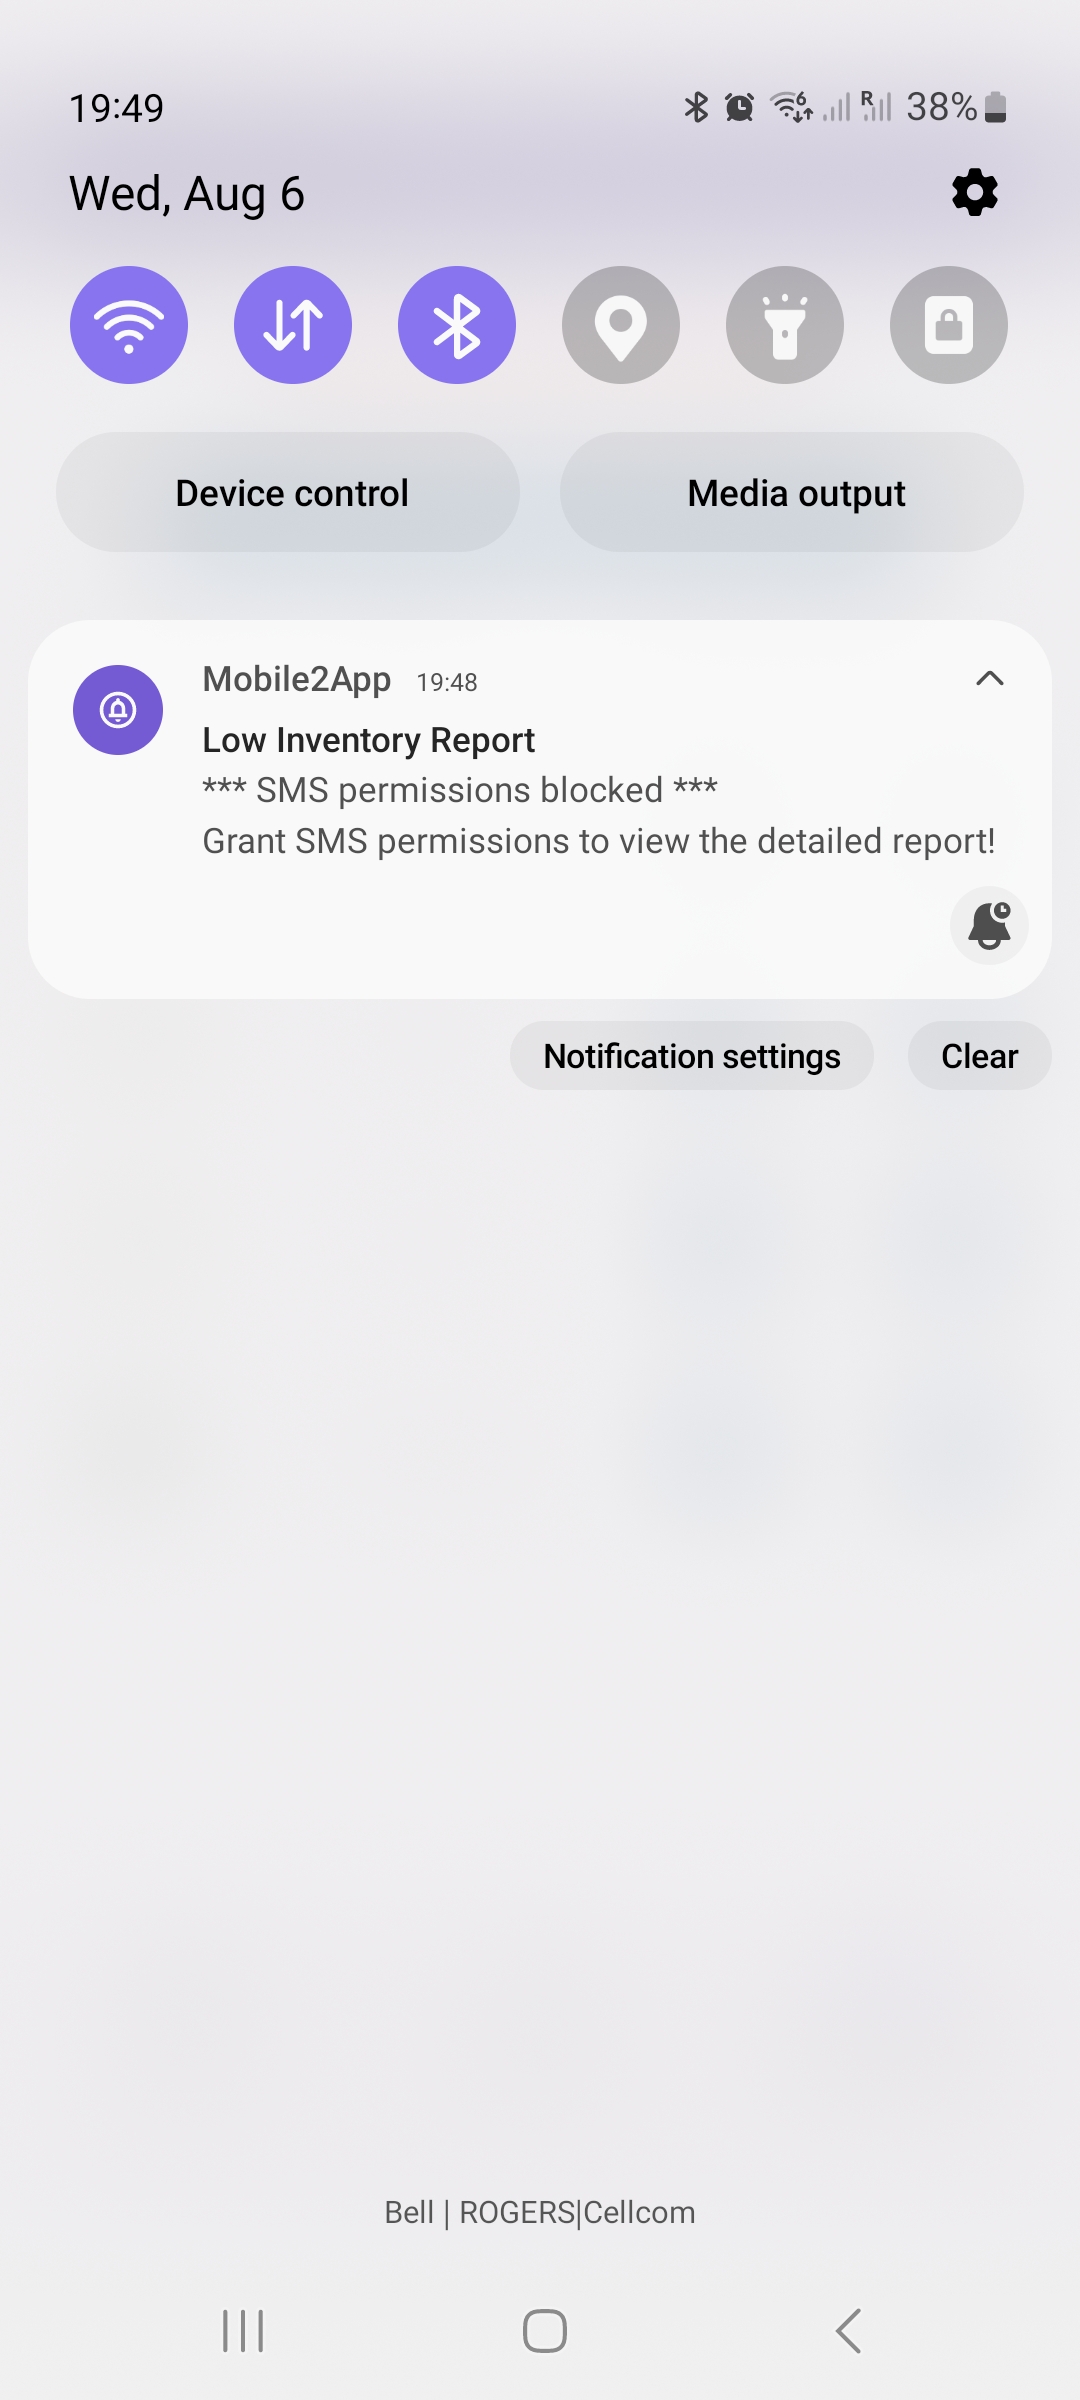 19:49
6 R 38%
Wed, Aug 6
Device control
Media output
Mobile2App 19:48
Low Inventory Report
*** SMS permissions blocked ***
Grant SMS permissions to view the detailed report!
Notification settings
Clear
Bell | ROGERS|Cellcom